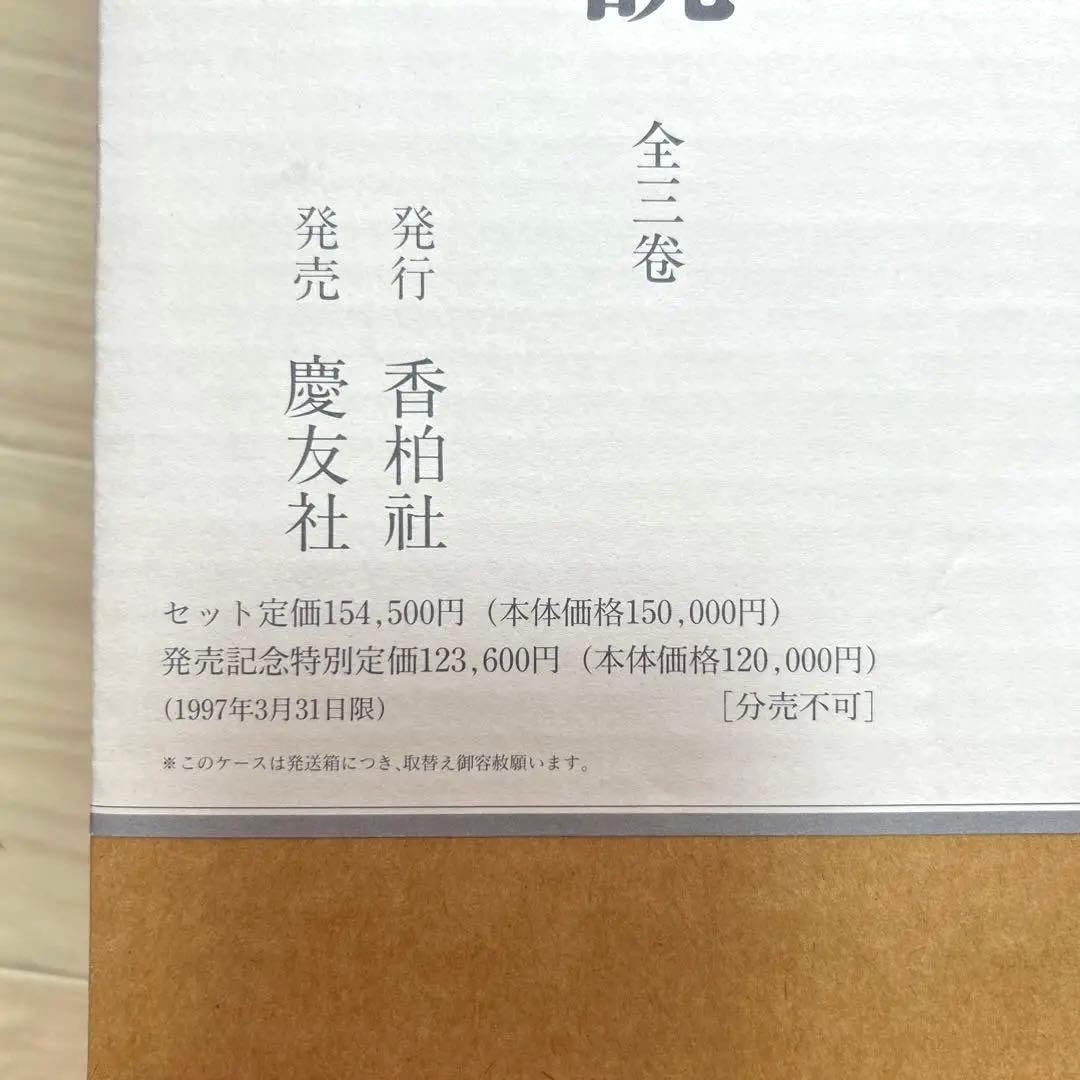 全三巻
発行 香柏社
発売 慶友社
セット定価154,500円（本体価格150,000円）
発売記念特別定価123,600円（本体価格120,000円）
(1997年3月31日限) ［分売不可］
※このケースは発送箱につき、取替え御容赦願います。